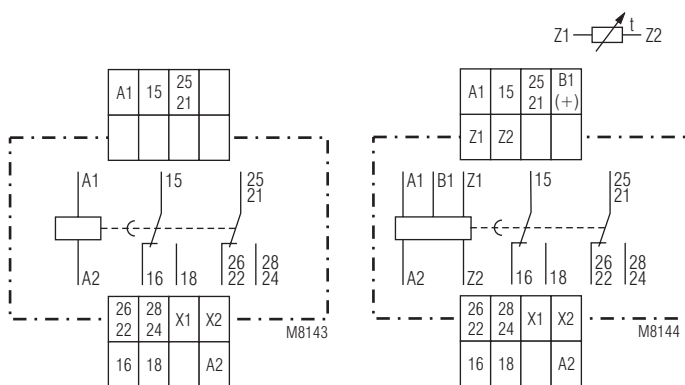 Z1 t Z2
A1 15 25 21
A1 15 25 21 B1 (+)
Z1 Z2
A1 15 25 21
A2 16 18 26 22 28 24
26 22 28 24 X1 X2
16 18 A2
M8143
A1 B1 Z1 15 25 21
A2 Z2 16 18 26 22 28 24
26 22 28 24 X1 X2
16 18 A2
M8144